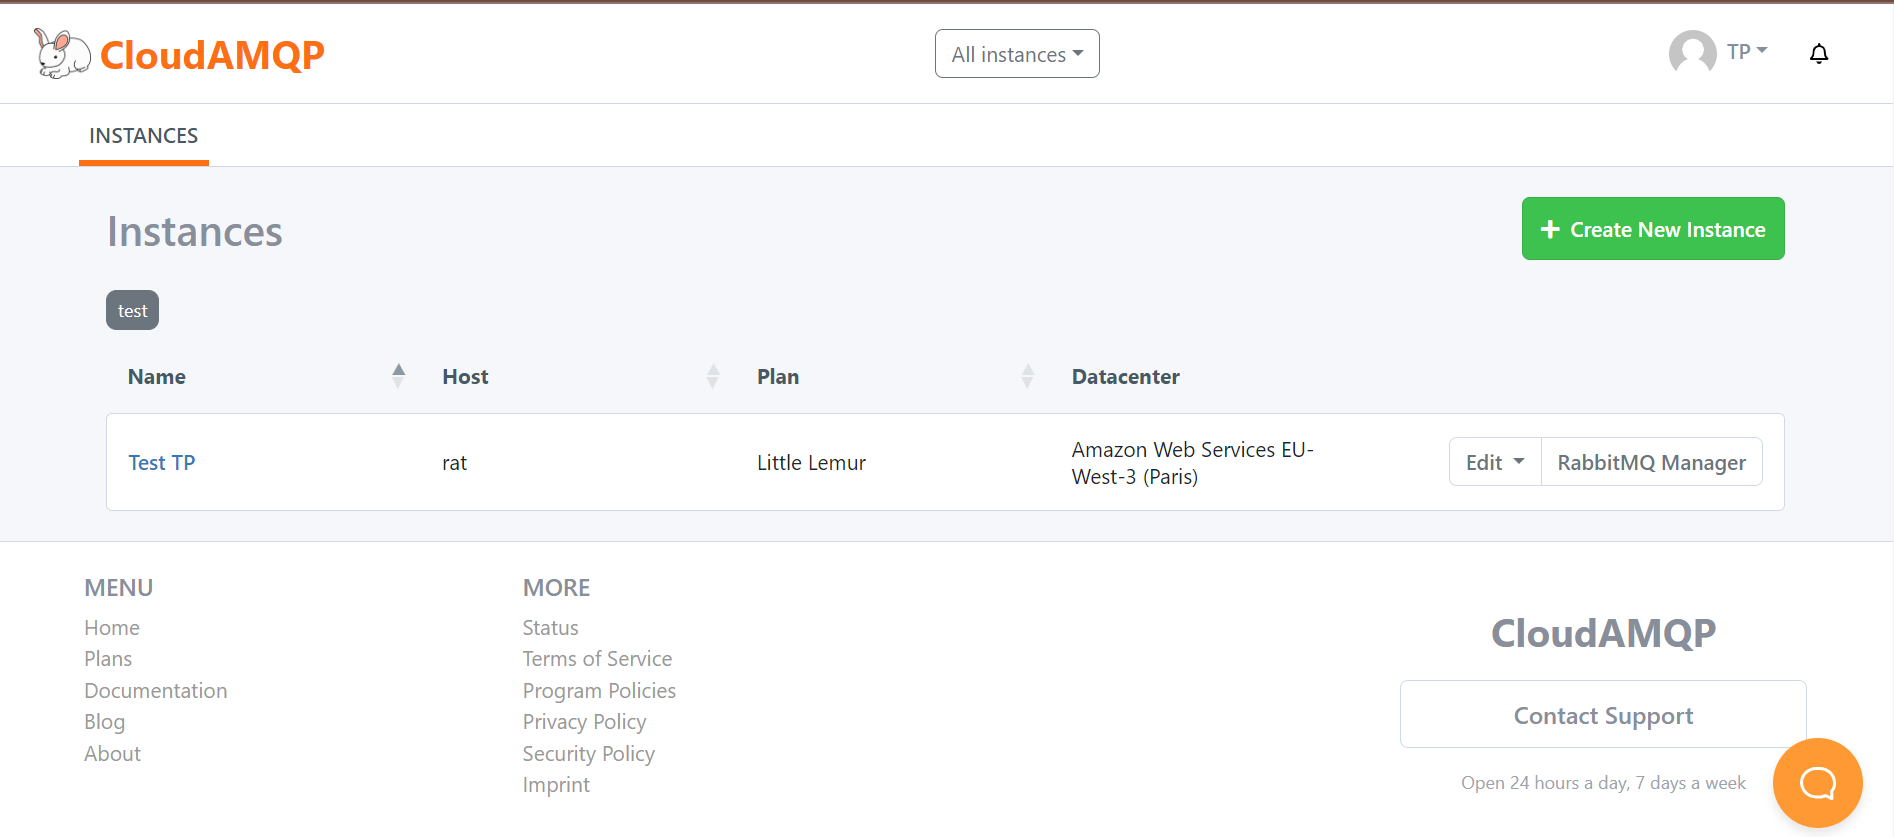 CloudAMQP
All instances
TP
INSTANCES
Instances
Create New Instance
test
Name Host Plan Datacenter
Test TP rat Little Lemur Amazon Web Services EU-
West-3 (Paris)
Edit RabbitMQ Manager
MENU
Home
Plans
Documentation
Blog
About
MORE
Status
Terms of Service
Program Policies
Privacy Policy
Security Policy
Imprint
CloudAMQP
Contact Support
Open 24 hours a day, 7 days a week